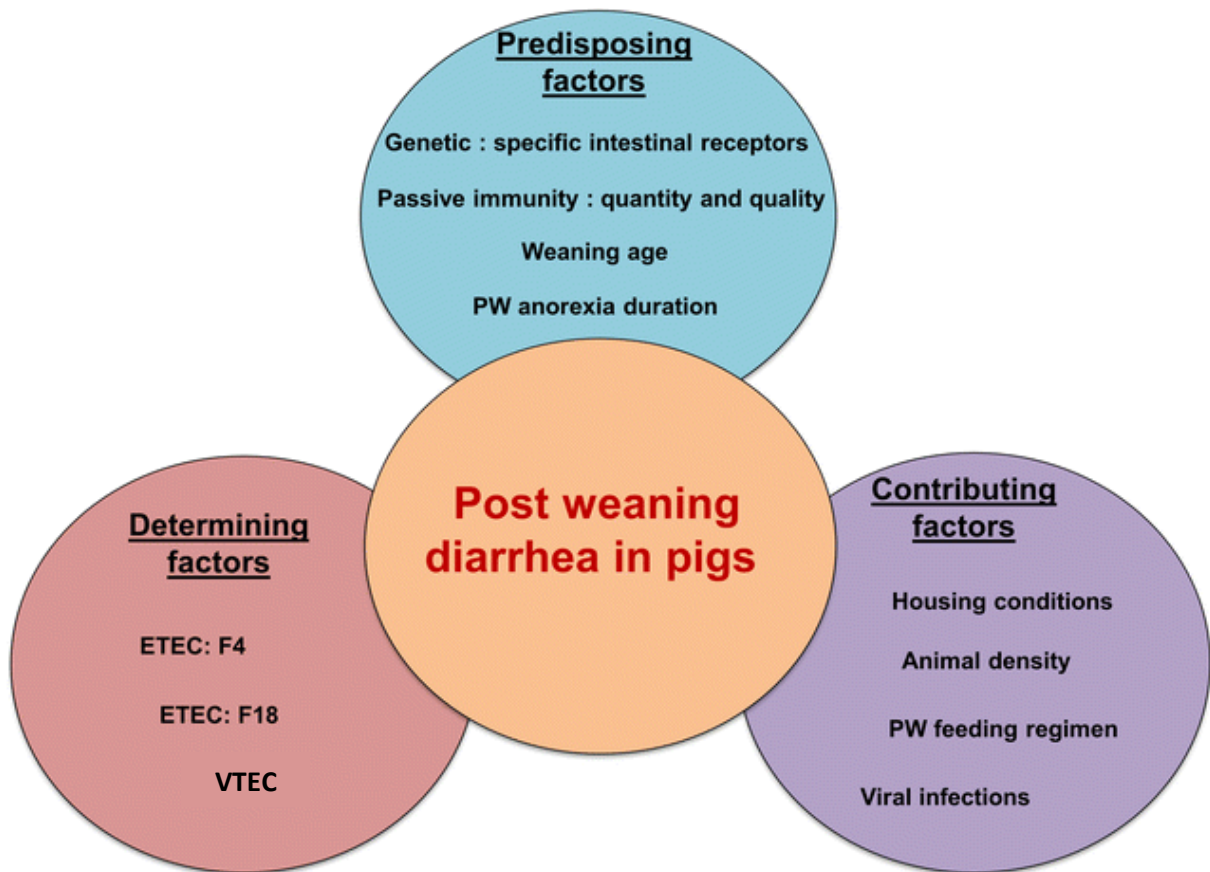 Predisposing
factors
Genetic : specific intestinal receptors
Passive immunity : quantity and quality
Weaning age
PW anorexia duration
Post weaning
diarrhea in pigs
Determining
factors
ETEC: F4
ETEC: F18
VTEC
Contributing
factors
Housing conditions
Animal density
PW feeding regimen
Viral infections